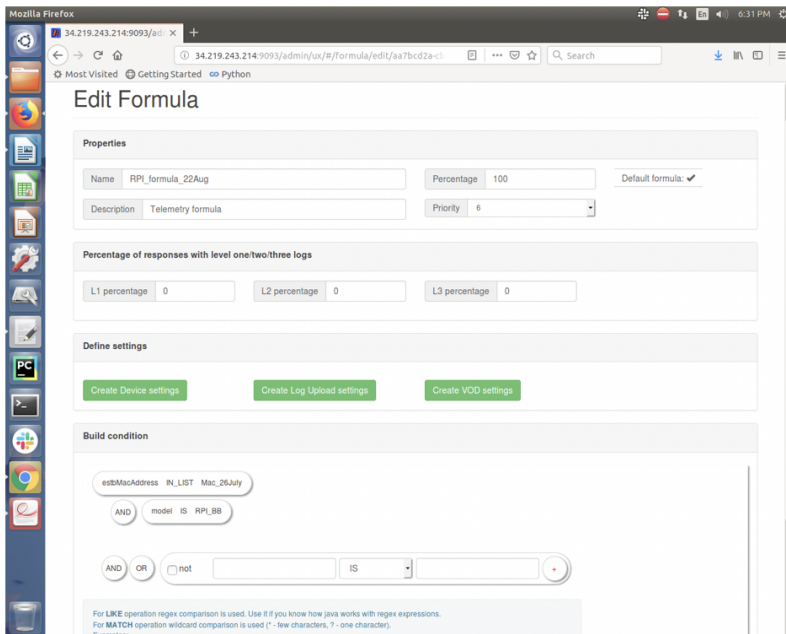 Mozilla Firefox
En 6:31 PM
34.219.243.214:9093/adm
34.219.243.214:9093/admin/ux/#/formula/edit/aa7bcd2a-cb
Search
Most Visited Getting Started Python
Edit Formula
Properties
Name RPI_formula_22Aug Percentage 100 Default formula:
Description Telemetry formula Priority 6
Percentage of responses with level one/two/three logs
L1 percentage 0 L2 percentage 0 L3 percentage 0
Define settings
Create Device settings Create Log Upload settings Create VOD settings
Build condition
estbMacAddress IN_LIST Mac_26July
AND model IS RPI_BB
AND OR not IS +
For LIKE operation regex comparison is used. Use it if you know how java works with regex expressions.
For MATCH operation wildcard comparison is used (* - few characters, ? - one character).